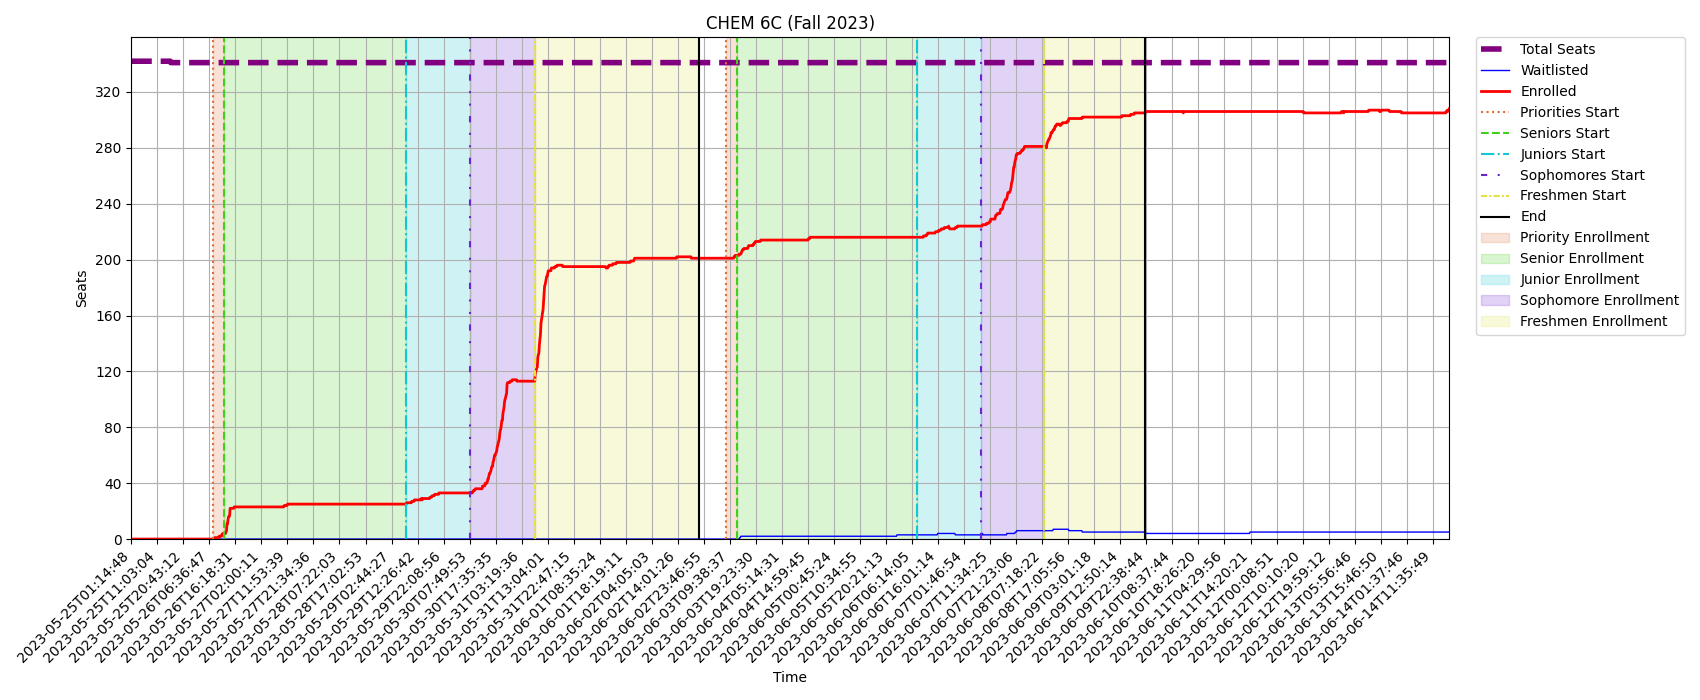 CHEM 6C (Fall 2023)
Seats
320
280
240
200
160
120
80
40
0
2023-05-25T01:14:48
2023-05-25T11:03:04
2023-05-25T20:43:12
2023-05-26T06:36:47
2023-05-26T16:18:31
2023-05-27T02:00:11
2023-05-27T11:53:39
2023-05-27T21:34:36
2023-05-28T07:22:03
2023-05-28T17:02:53
2023-05-29T02:44:27
2023-05-29T12:26:42
2023-05-29T22:08:56
2023-05-30T07:49:53
2023-05-30T17:35:35
2023-05-31T03:19:36
2023-05-31T13:04:01
2023-05-31T22:47:15
2023-06-01T08:35:24
2023-06-01T18:19:11
2023-06-02T04:05:03
2023-06-02T14:01:26
2023-06-02T23:46:55
2023-06-03T09:38:37
2023-06-03T19:23:30
2023-06-04T05:14:31
2023-06-04T14:59:45
2023-06-05T00:45:24
2023-06-05T10:34:55
2023-06-05T20:21:13
2023-06-06T06:14:05
2023-06-06T16:01:14
2023-06-07T01:46:54
2023-06-07T11:34:25
2023-06-07T21:23:06
2023-06-08T07:18:22
2023-06-08T17:05:56
2023-06-09T03:01:18
2023-06-09T12:50:14
2023-06-09T22:38:44
2023-06-10T08:37:44
2023-06-10T18:26:20
2023-06-11T04:29:56
2023-06-11T14:20:21
2023-06-12T00:08:51
2023-06-12T10:10:20
2023-06-12T19:59:12
2023-06-13T05:56:46
2023-06-13T15:46:50
2023-06-14T01:37:46
2023-06-14T11:35:49
Time
Total Seats
Waitlisted
Enrolled
Priorities Start
Seniors Start
Juniors Start
Sophomores Start
Freshmen Start
End
Priority Enrollment
Senior Enrollment
Junior Enrollment
Sophomore Enrollment
Freshmen Enrollment